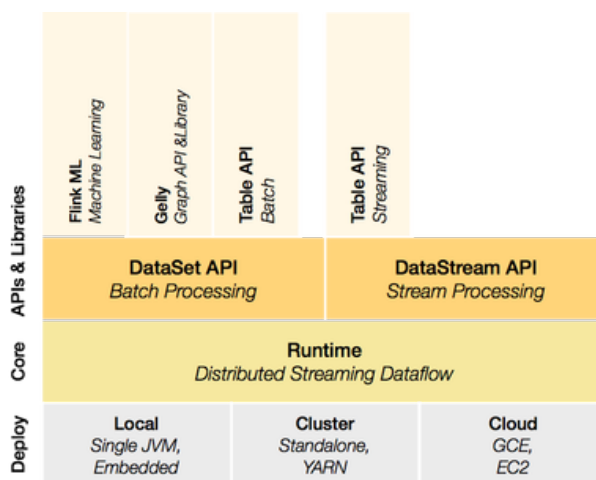 Flink ML
Machine Learning
Gelly
Graph API &Library
Table API
Batch
Table API
Streaming
APIs & Libraries
DataSet API
Batch Processing
DataStream API
Stream Processing
Core
Runtime
Distributed Streaming Dataflow
Deploy
Local
Single JVM,
Embedded
Cluster
Standalone,
YARN
Cloud
GCE,
EC2